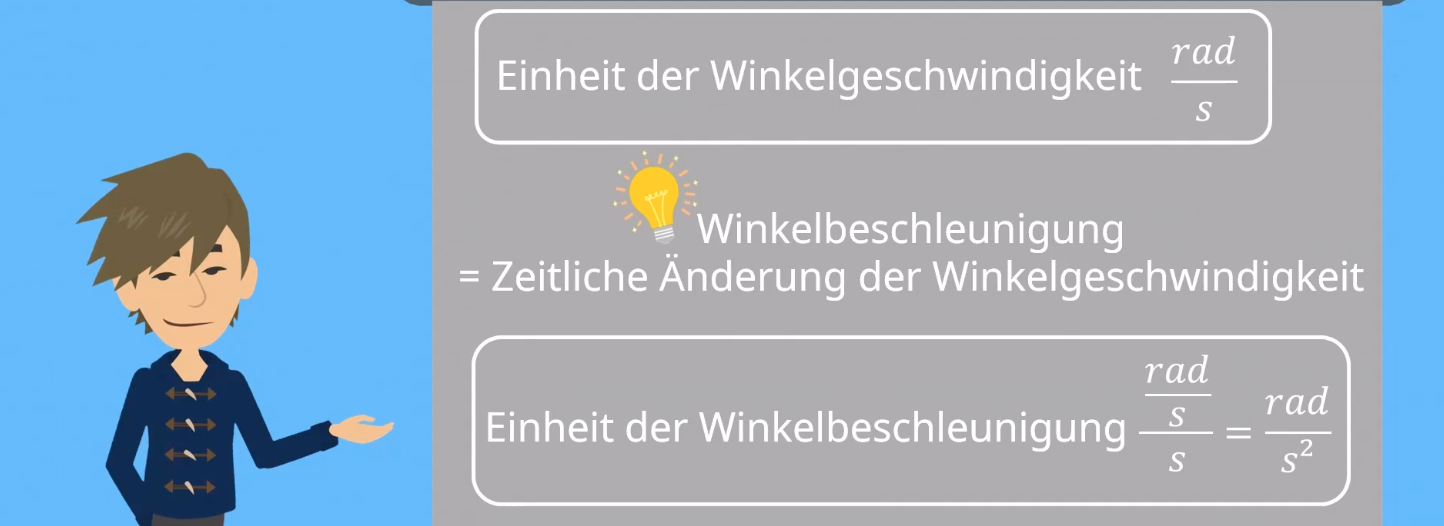 Einheit der Winkelgeschwindigkeit rad/s
Winkelbeschleunigung
= Zeitliche Änderung der Winkelgeschwindigkeit
Einheit der Winkelbeschleunigung (rad/s)/s = rad/s²